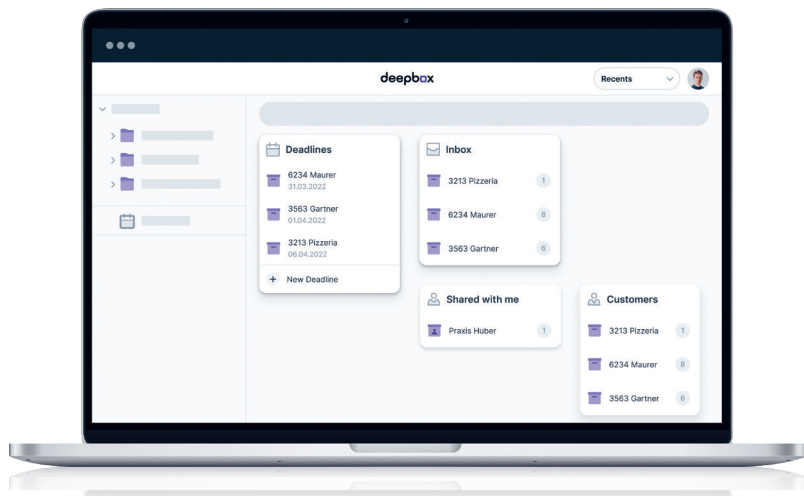 deepbox
Recents
Deadlines
6234 Maurer
31.03.2022
3563 Gartner
01.04.2022
3213 Pizzeria
06.04.2022
+ New Deadline
Inbox
3213 Pizzeria 1
6234 Maurer 8
3563 Gartner 6
Shared with me
Praxis Huber 1
Customers
3213 Pizzeria 1
6234 Maurer 8
3563 Gartner 6